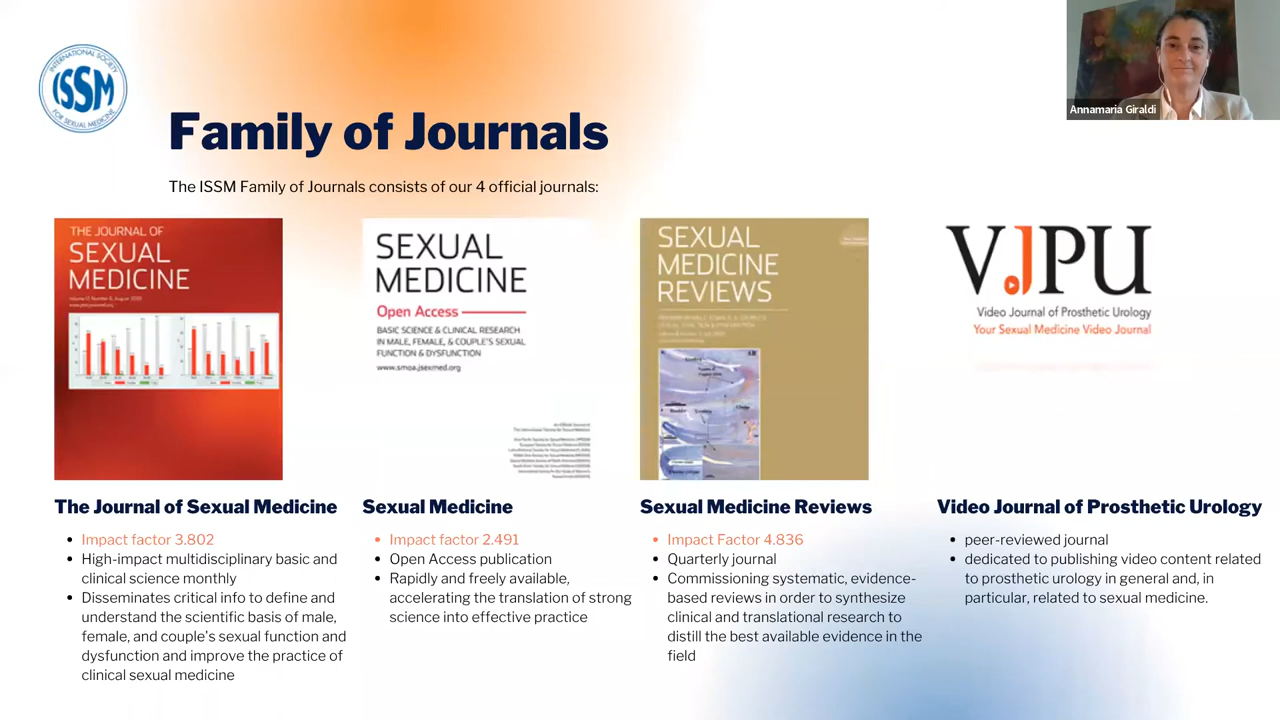 INTERNATIONAL SOCIETY
ISSM
FOR SEXUAL MEDICINE
Annamaria Giraldi
Family of Journals
The ISSM Family of Journals consists of our 4 official journals:
THE JOURNAL OF
SEXUAL
MEDICINE
SEXUAL
MEDICINE
Open Access
BASIC SCIENCE & CLINICAL RESEARCH
IN MALE, FEMALE, & COUPLE'S SEXUAL
FUNCTION & DYSFUNCTION
www.smoa.jsexmed.org
SEXUAL
MEDICINE
REVIEWS
VJPU
Video Journal of Prosthetic Urology
Your Sexual Medicine Video Journal
The Journal of Sexual Medicine
• Impact factor 3.802
• High-impact multidisciplinary basic and
clinical science monthly
• Disseminates critical info to define and
understand the scientific basis of male,
female, and couple's sexual function and
dysfunction and improve the practice of
clinical sexual medicine
Sexual Medicine
• Impact factor 2.491
• Open Access publication
• Rapidly and freely available,
accelerating the translation of strong
science into effective practice
Sexual Medicine Reviews
• Impact Factor 4.836
• Quarterly journal
• Commissioning systematic, evidence-
based reviews in order to synthesize
clinical and translational research to
distill the best available evidence in the
field
Video Journal of Prosthetic Urology
• peer-reviewed journal
• dedicated to publishing video content related
to prosthetic urology in general and, in
particular, related to sexual medicine.